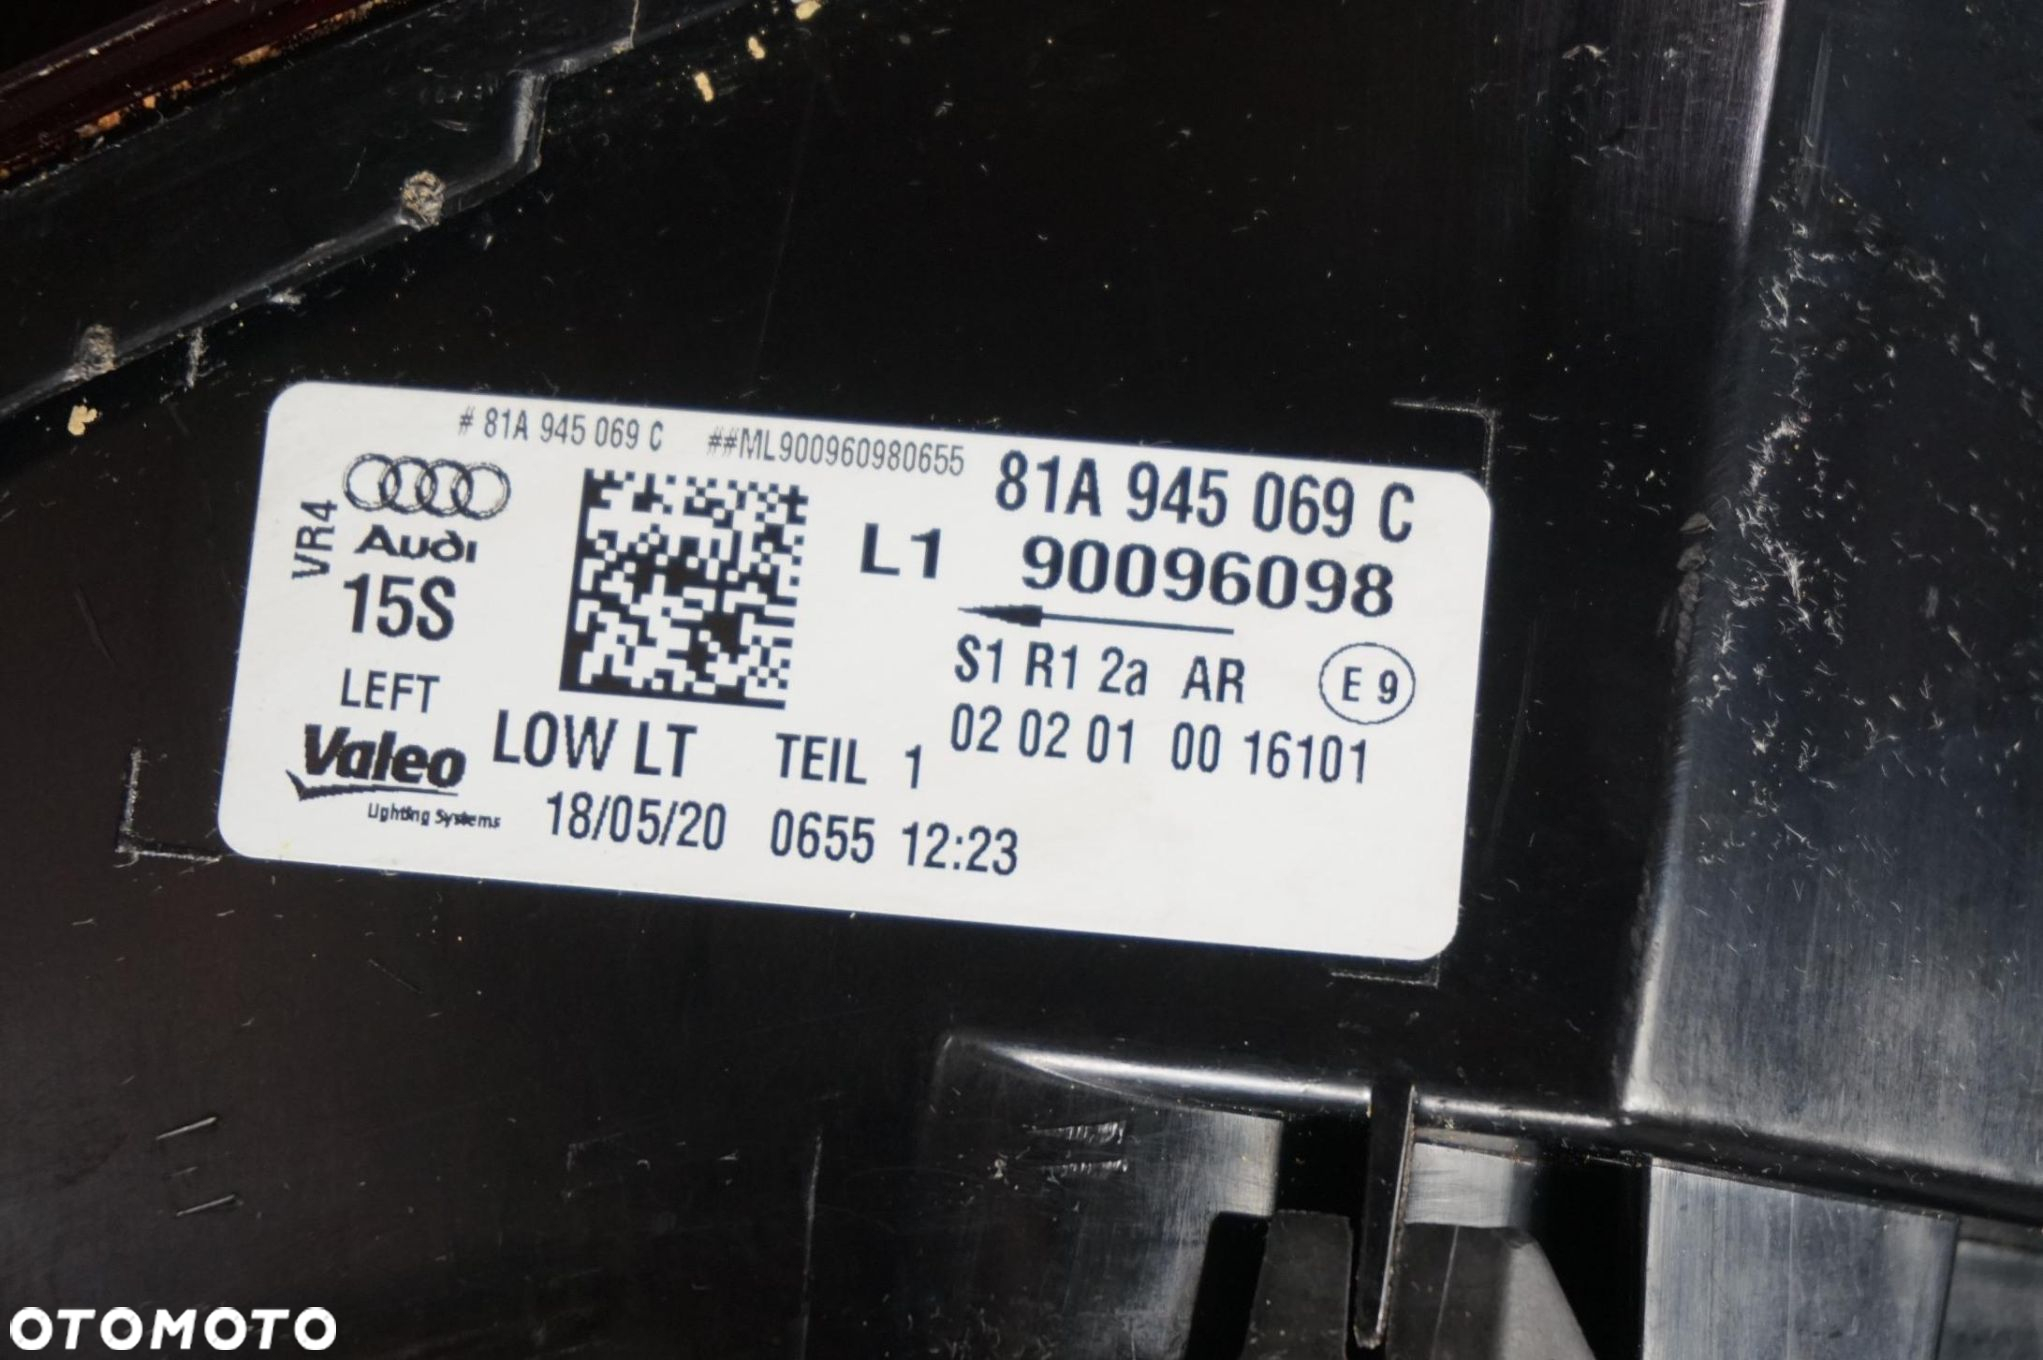 # 81A 945 069 C ##ML900960980655
81A 945 069 C
VR4
Audi
15S
L1 90096098
LEFT
S1 R1 2a AR E 9
02 02 01 00 16101
Valeo
Lighting Systems
LOW LT TEIL 1
18/05/20 0655 12:23
OTOMOTO